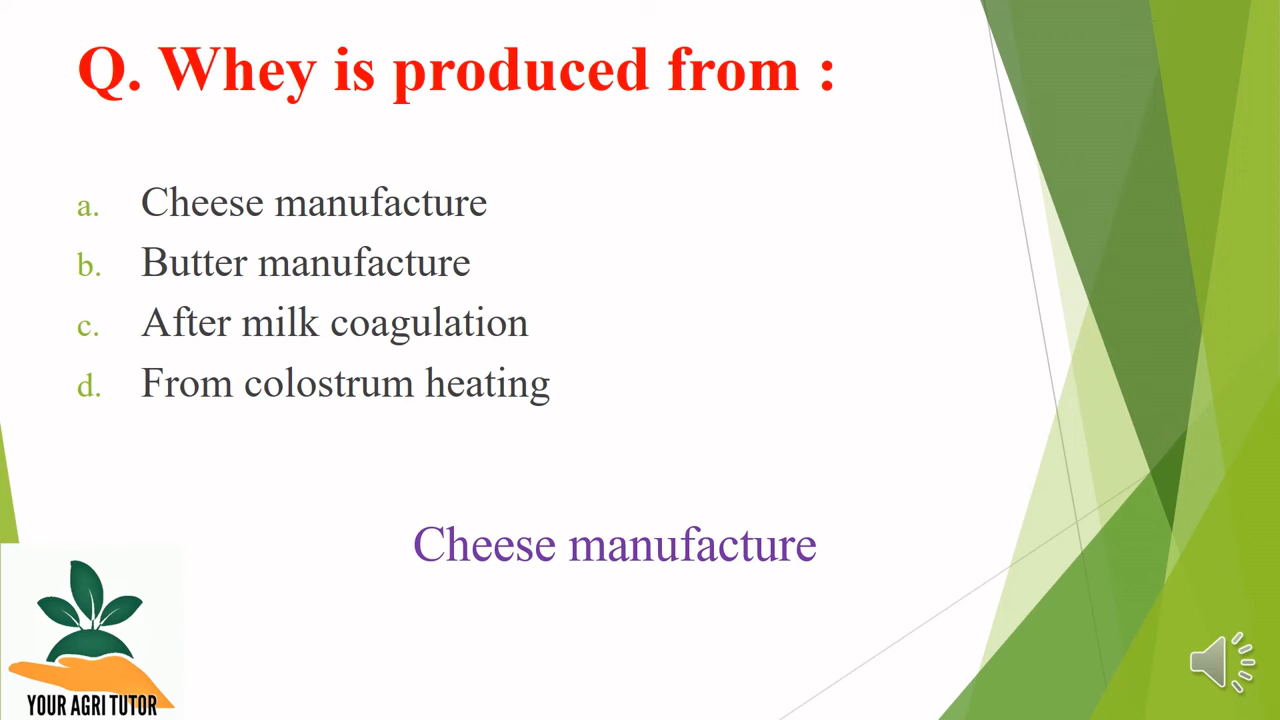 Q. Whey is produced from :
a. Cheese manufacture
b. Butter manufacture
c. After milk coagulation
d. From colostrum heating
Cheese manufacture
YOUR AGRI TUTOR